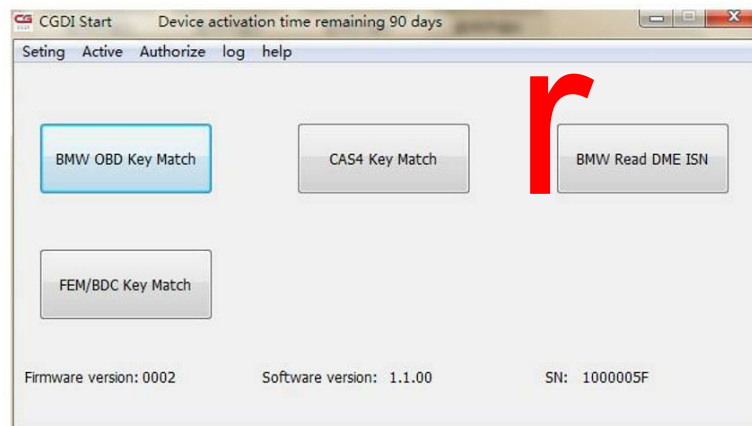 CG CGDI Start Device activation time remaining 90 days
Seting Active Authorize log help
r
BMW OBD Key Match CAS4 Key Match BMW Read DME ISN
FEM/BDC Key Match
Firmware version: 0002 Software version: 1.1.00 SN: 1000005F